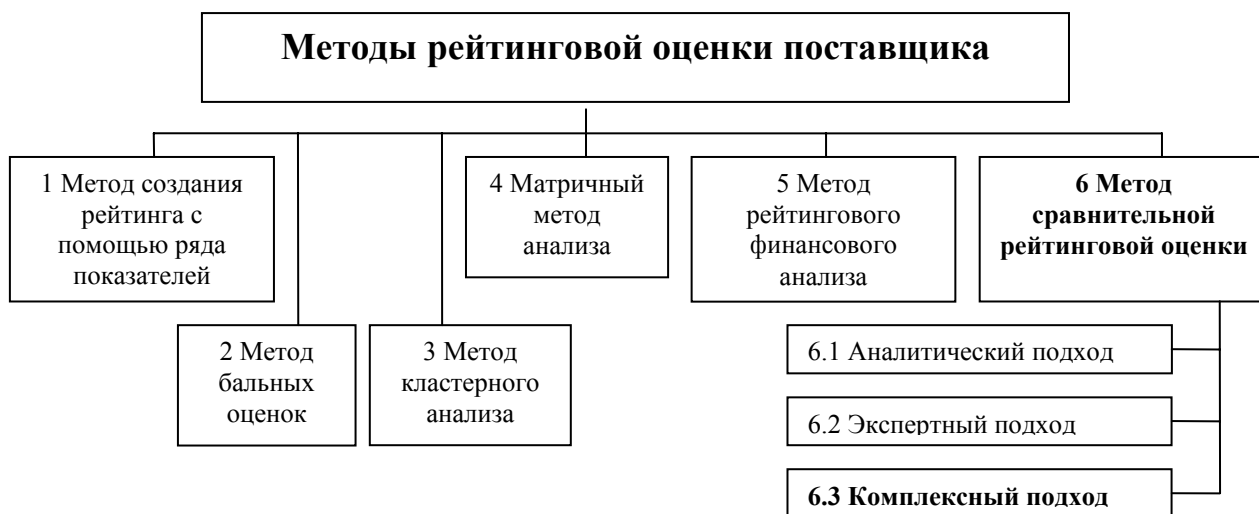 Методы рейтинговой оценки поставщика
1 Метод создания
рейтинга с
помощью ряда
показателей
4 Матричный
метод
анализа
5 Метод
рейтингового
финансового
анализа
6 Метод
сравнительной
рейтинговой оценки
2 Метод
бальных
оценок
3 Метод
кластерного
анализа
6.1 Аналитический подход
6.2 Экспертный подход
6.3 Комплексный подход